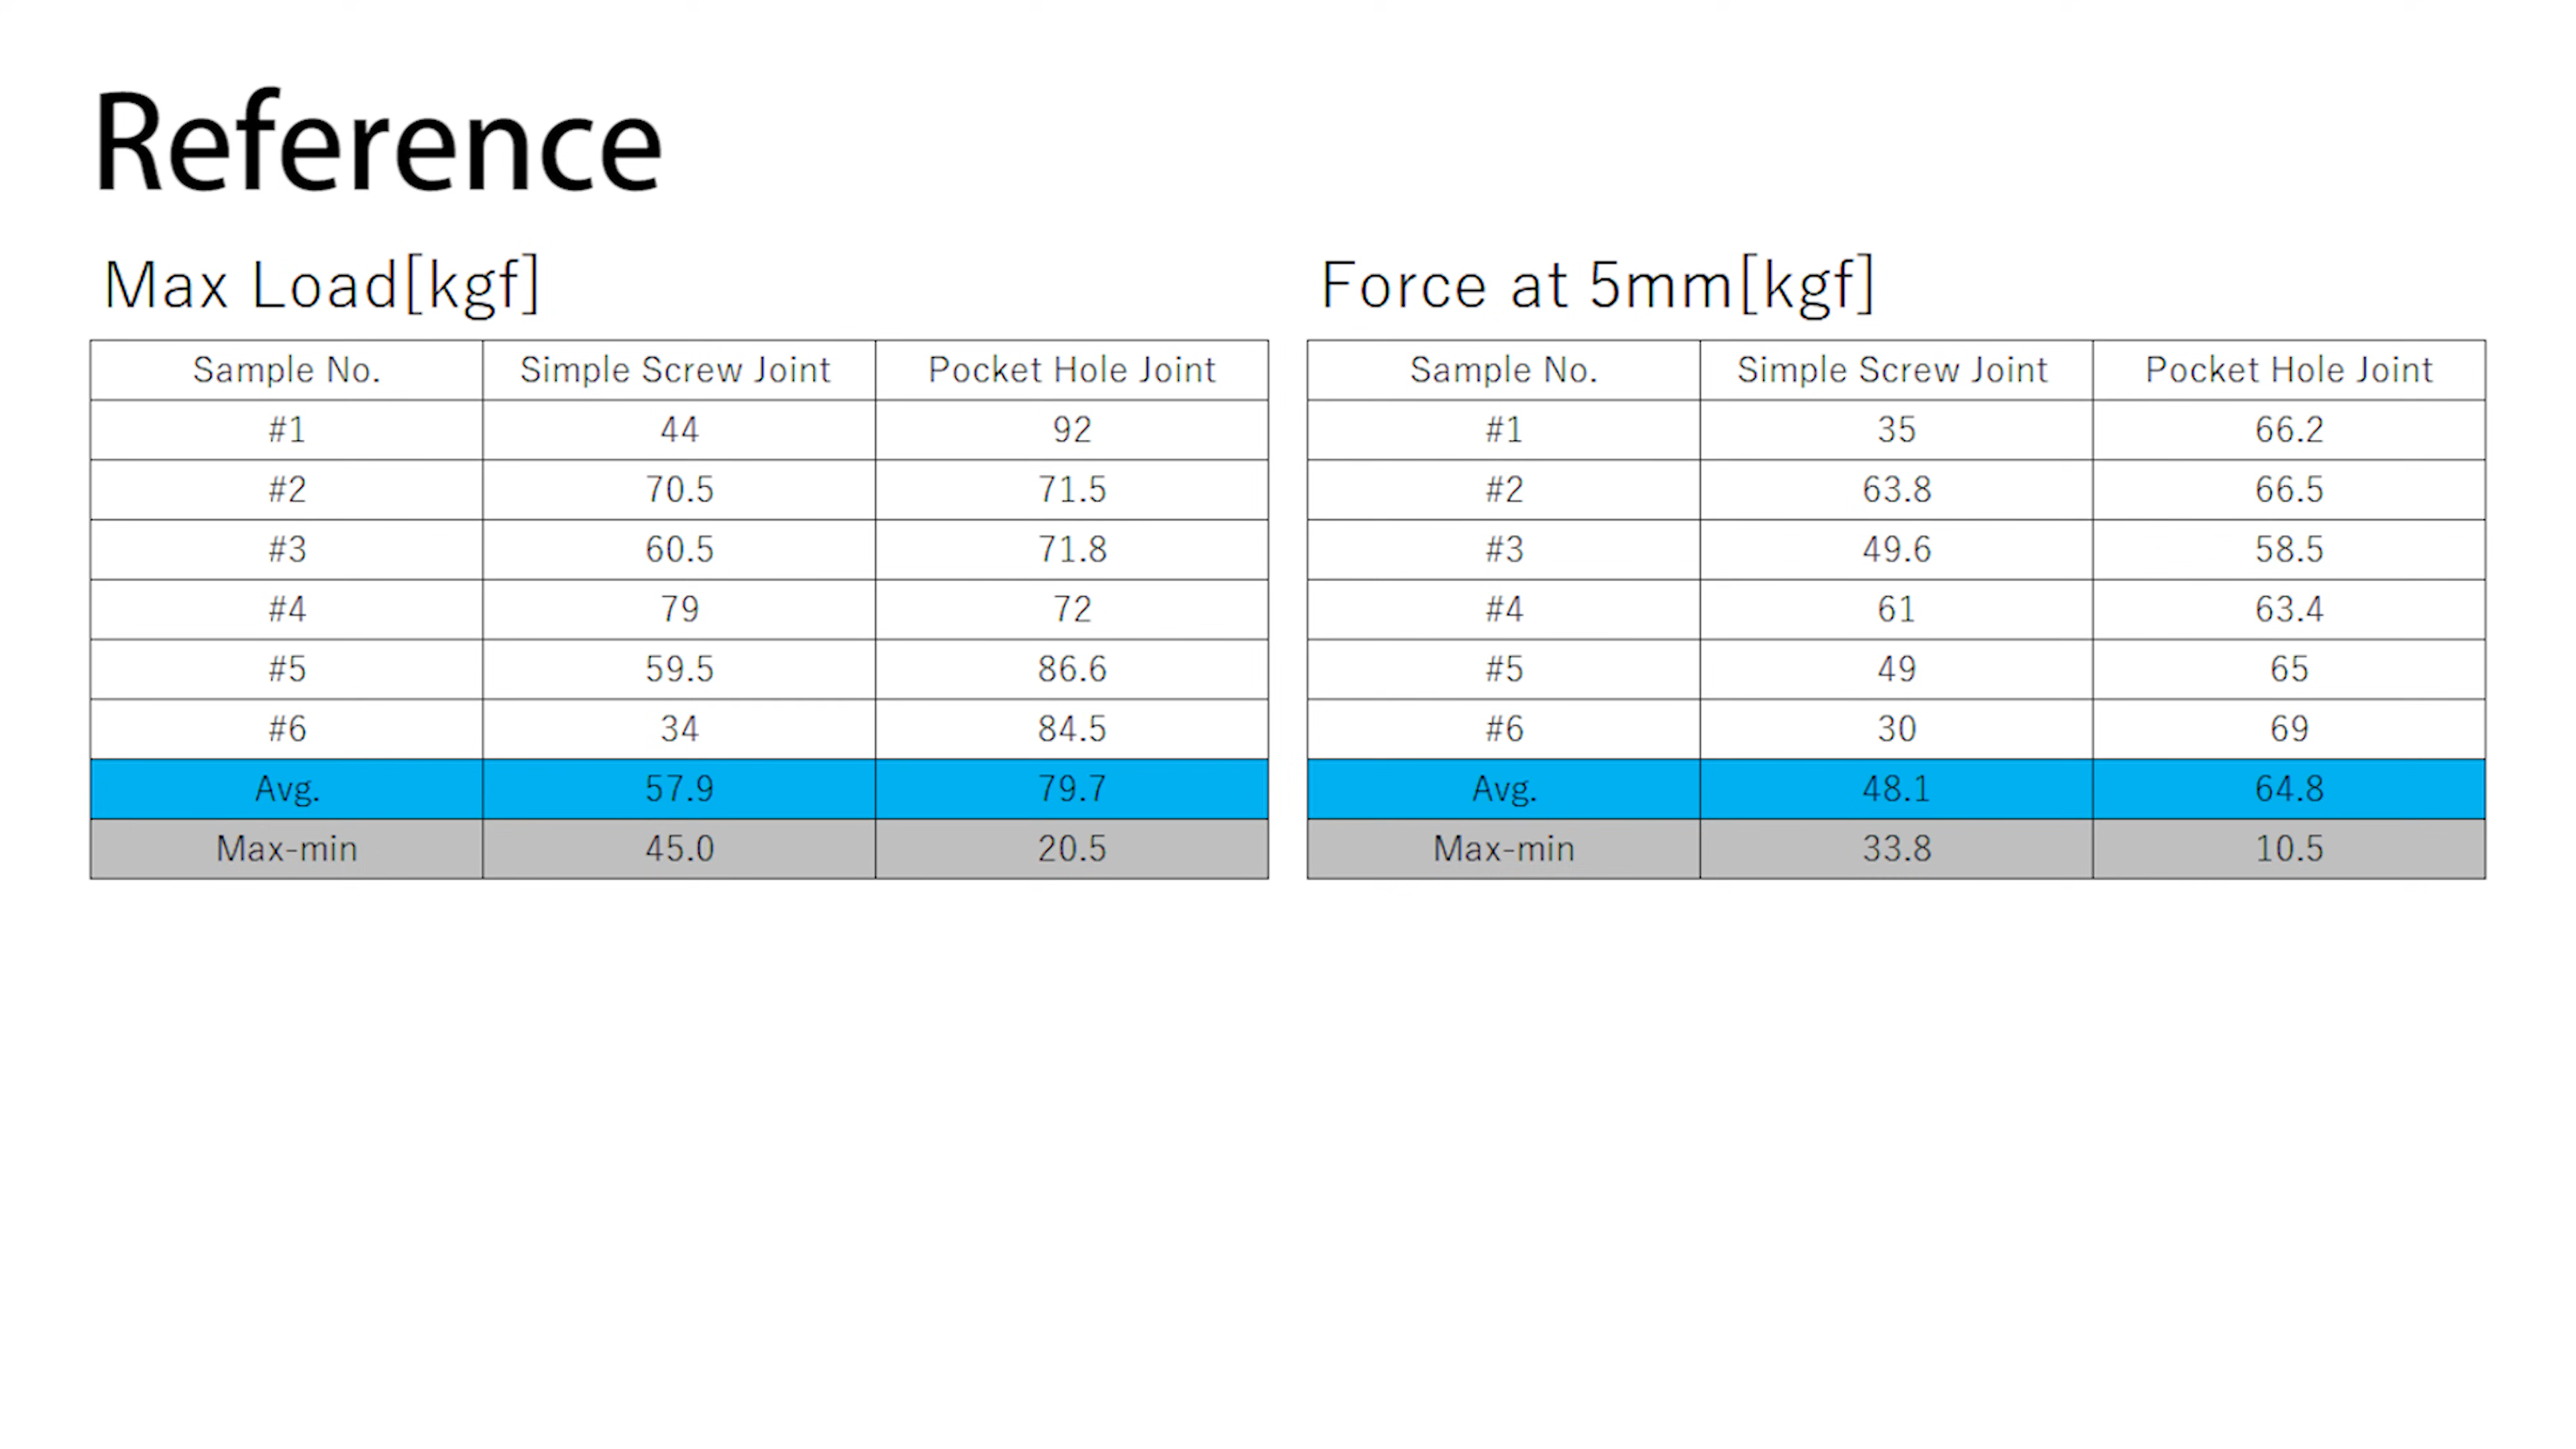 Reference
Max Load[kgf]
Sample No. Simple Screw Joint Pocket Hole Joint
#1 44 92
#2 70.5 71.5
#3 60.5 71.8
#4 79 72
#5 59.5 86.6
#6 34 84.5
Avg. 57.9 79.7
Max-min 45.0 20.5
Force at 5mm[kgf]
Sample No. Simple Screw Joint Pocket Hole Joint
#1 35 66.2
#2 63.8 66.5
#3 49.6 58.5
#4 61 63.4
#5 49 65
#6 30 69
Avg. 48.1 64.8
Max-min 33.8 10.5